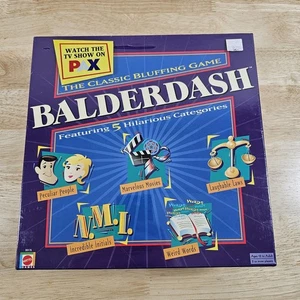 WATCH THE
TV SHOW ON
PAX
THE CLASSIC BLUFFING GAME
BALDERDASH
Featuring 5 Hilarious Categories
Peculiar People
Marvelous Movies
Laughable Laws
N.M.I.
Incredible Initials
Weird Words
MATTEL